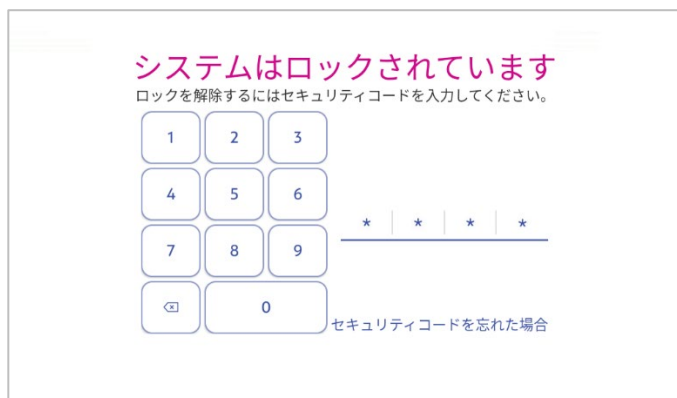 システムはロックされています
ロックを解除するにはセキュリティコードを入力してください。
1 2 3
4 5 6
7 8 9
* * * *
0
セキュリティコードを忘れた場合